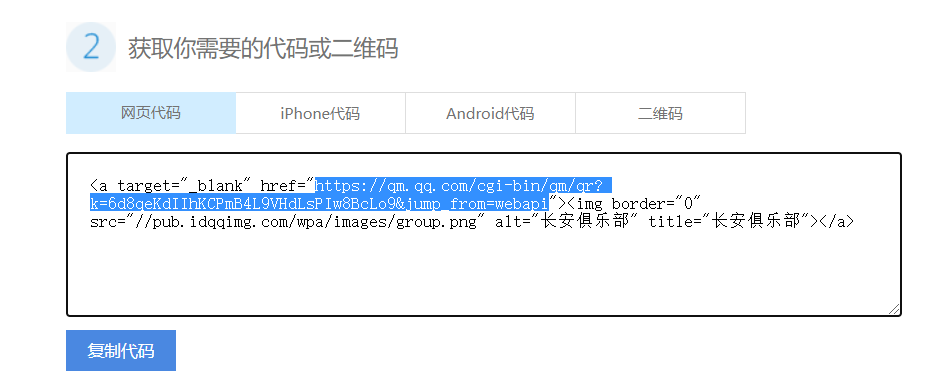 2 获取你需要的代码或二维码
网页代码 iPhone代码 Android代码 二维码
<a target="_blank" href="https://qm.qq.com/cgi-bin/qm/qr?
k=6d8qeKdIIhKCPmB4L9VHdLsPIw8BcLo9&jump_from=webapi"><img border="0"
src="//pub.idqqimg.com/wpa/images/group.png" alt="长安俱乐部" title="长安俱乐部"></a>
复制代码